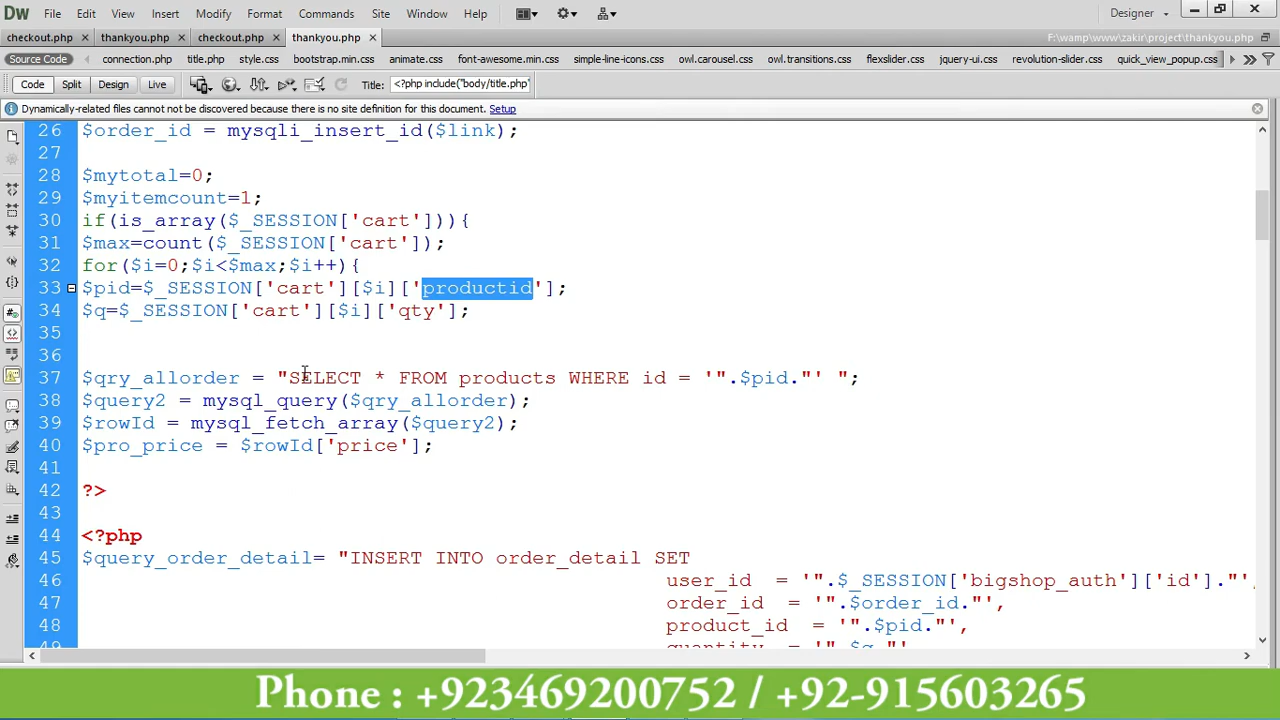 Dw File Edit View Insert Modify Format Commands Site Window Help Designer
checkout.php thankyou.php checkout.php thankyou.php F:\wamp\www\zakir\project\thankyou.php
Source Code connection.php title.php style.css bootstrap.min.css animate.css font-awesome.min.css simple-line-icons.css owl.carousel.css owl.transitions.css flexslider.css jquery-ui.css revolution-slider.css quick_view_popup.css
Code Split Design Live Title: <?php include("body/title.php"
Dynamically-related files cannot not be discovered because there is no site definition for this document. Setup
26 $order_id = mysqli_insert_id($link);
27
28 $mytotal=0;
29 $myitemcount=1;
30 if(is_array($_SESSION['cart'])){
31 $max=count($_SESSION['cart']);
32 for($i=0;$i<$max;$i++){
33 $pid=$_SESSION['cart'][$i]['productid'];
34 $q=$_SESSION['cart'][$i]['qty'];
35
36
37 $qry_allorder = "SELECT * FROM products WHERE id = '".$pid."' ";
38 $query2 = mysql_query($qry_allorder);
39 $rowId = mysql_fetch_array($query2);
40 $pro_price = $rowId['price'];
41
42 ?>
43
44 <?php
45 $query_order_detail= "INSERT INTO order_detail SET
46 user_id = '".$_SESSION['bigshop_auth']['id']."',
47 order_id = '".$order_id."',
48 product_id = '".$pid."',
49 quantity = '".$q."'
Phone : +923469200752 / +92-915603265